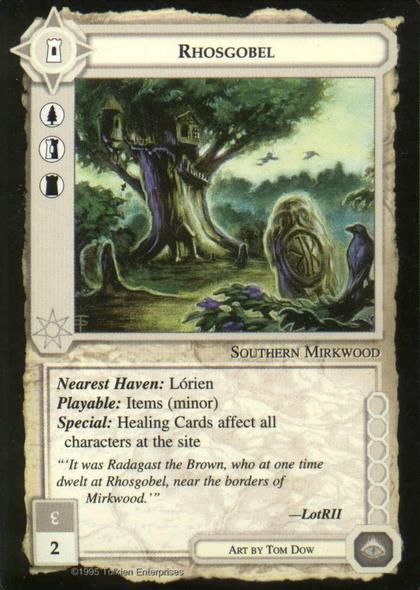 RHOSGOBEL
SOUTHERN MIRKWOOD
Nearest Haven: Lórien
Playable: Items (minor)
Special: Healing Cards affect all
characters at the site
“‘It was Radagast the Brown, who at one time
dwelt at Rhosgobel, near the borders of
Mirkwood.’”
—LotRII
2
ART BY TOM DOW
©1995 Tolkien Enterprises